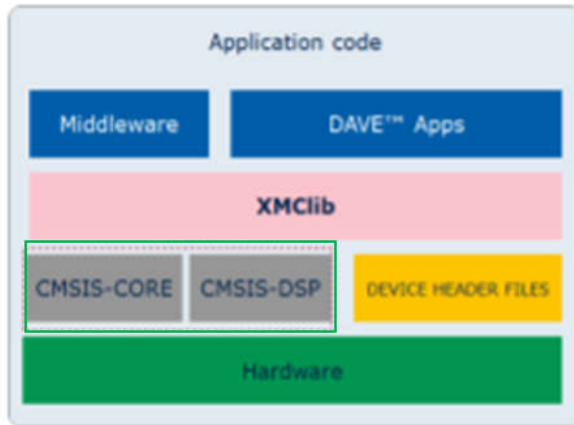 Application code
Middleware DAVE™ Apps
XMClib
CMSIS-CORE CMSIS-DSP DEVICE HEADER FILES
Hardware